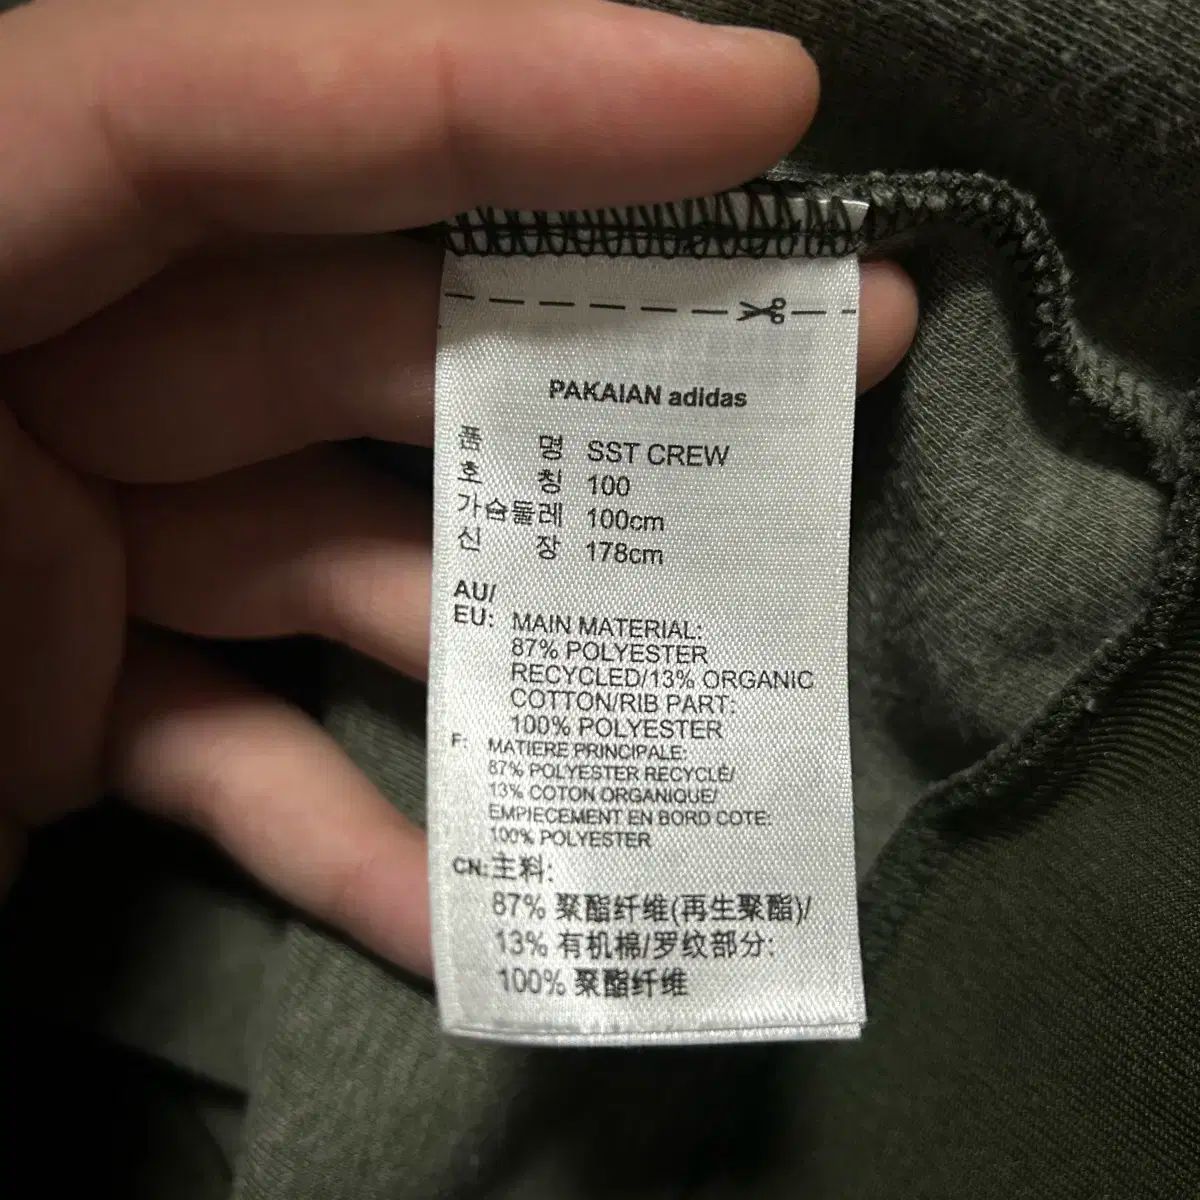 PAKAIAN adidas
품 명 SST CREW
호 칭 100
가슴둘레 100cm
신 장 178cm
AU/
EU: MAIN MATERIAL:
87% POLYESTER
RECYCLED/13% ORGANIC
COTTON/RIB PART:
100% POLYESTER
F: MATIERE PRINCIPALE:
87% POLYESTER RECYCLÉ/
13% COTON ORGANIQUE/
EMPIECEMENT EN BORD COTE:
100% POLYESTER
CN:主料:
87% 聚酯纤维(再生聚酯)/
13% 有机棉/罗纹部分:
100% 聚酯纤维